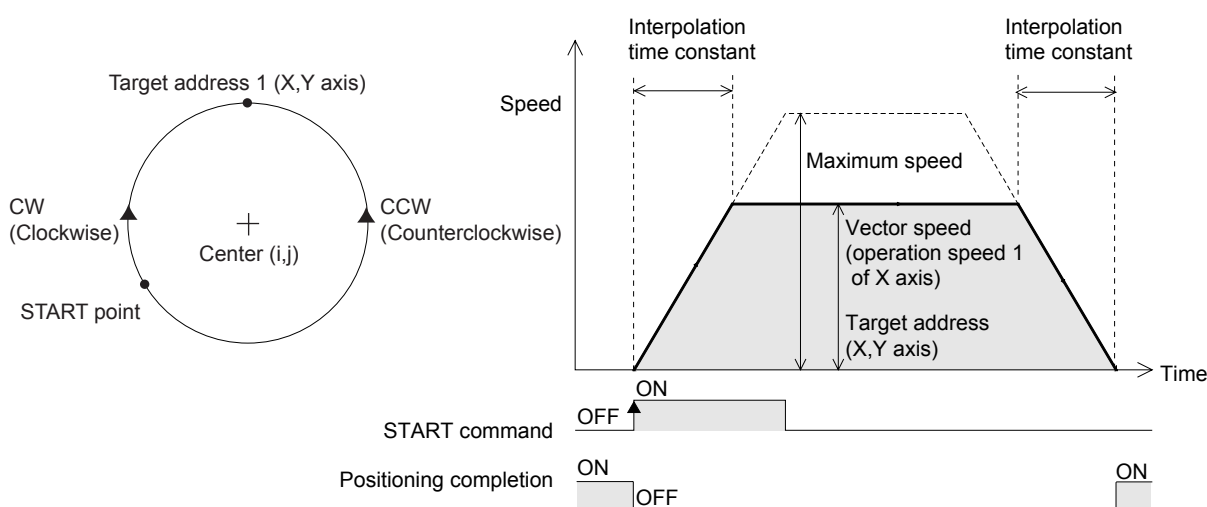 Target address 1 (X,Y axis)
CW
(Clockwise)
CCW
(Counterclockwise)
Center (i,j)
START point
Interpolation
time constant
Interpolation
time constant
Speed
Maximum speed
Vector speed
(operation speed 1
of X axis)
Target address
(X,Y axis)
Time
ON
OFF
START command
ON
ON
Positioning completion
OFF